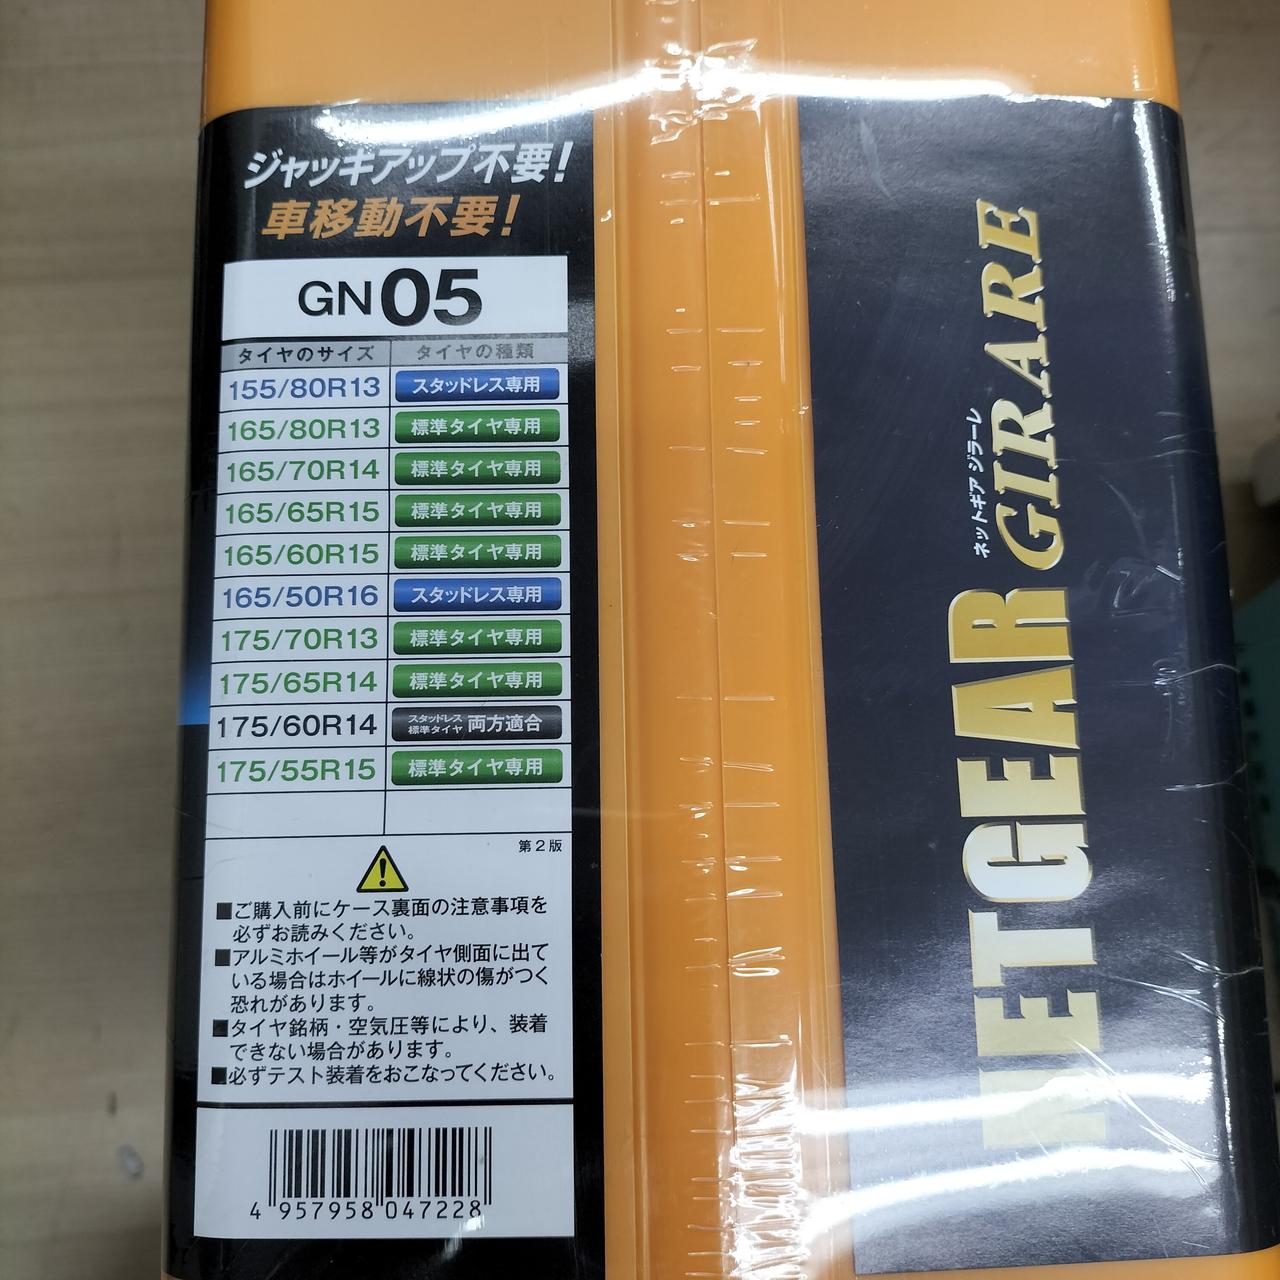 ジャッキアップ不要!
車移動不要!
GN05
タイヤのサイズ タイヤの種類
155/80R13 スタッドレス専用
165/80R13 標準タイヤ専用
165/70R14 標準タイヤ専用
165/65R15 標準タイヤ専用
165/60R15 標準タイヤ専用
165/50R16 スタッドレス専用
175/70R13 標準タイヤ専用
175/65R14 標準タイヤ専用
175/60R14 スタッドレス 標準タイヤ 両方適合
175/55R15 標準タイヤ専用
第2版
■ご購入前にケース裏面の注意事項を
必ずお読みください。
■アルミホイール等がタイヤ側面に出て
いる場合はホイールに線状の傷がつく
恐れがあります。
■タイヤ銘柄・空気圧等により、装着
できない場合があります。
■必ずテスト装着をおこなってください。
4 957958 047228
ネットギア ジラーレ
NETGEAR GIRARE